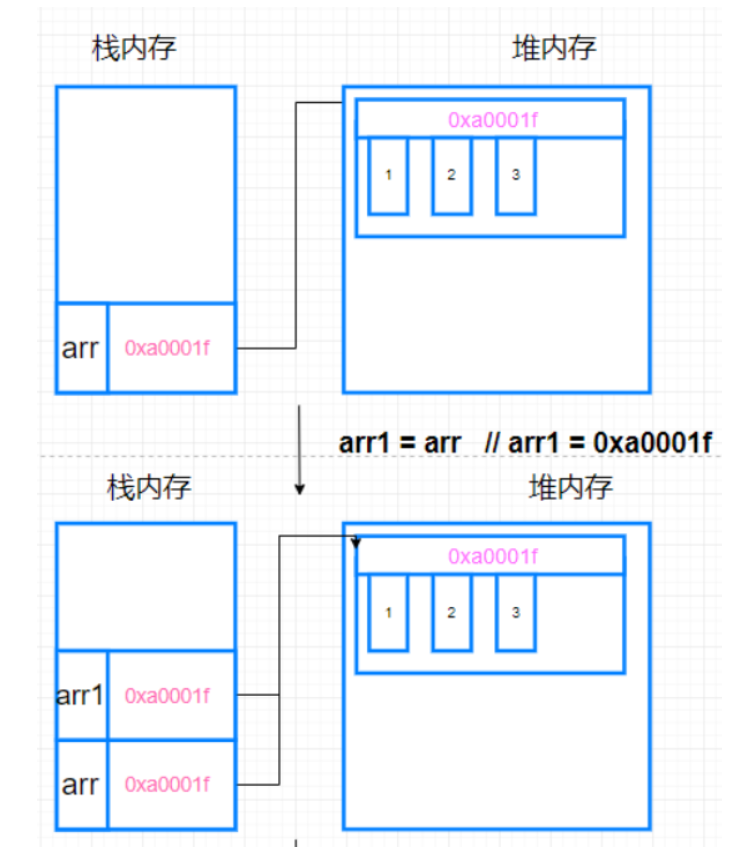 栈内存 堆内存
0xa0001f
1 2 3
arr 0xa0001f
arr1 = arr // arr1 = 0xa0001f
栈内存 堆内存
0xa0001f
1 2 3
arr1 0xa0001f
arr 0xa0001f